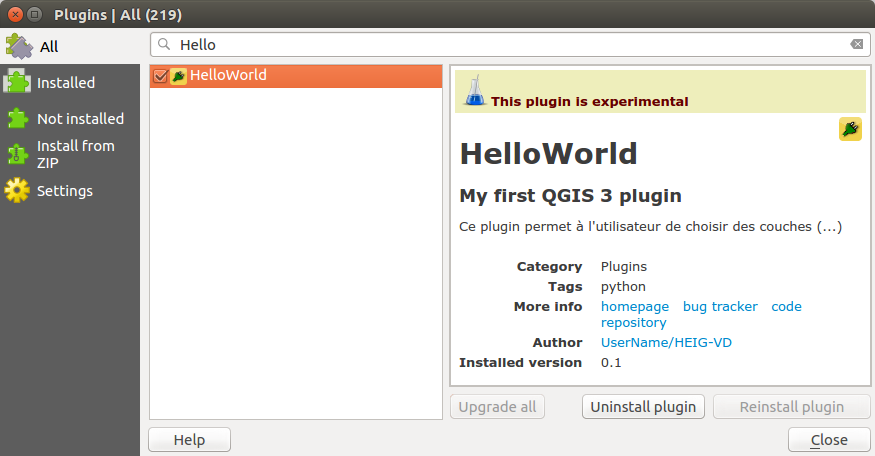 Plugins | All (219)
All
Hello
Installed
Not installed
Install from
ZIP
Settings
HelloWorld
This plugin is experimental
HelloWorld
My first QGIS 3 plugin
Ce plugin permet à l'utilisateur de choisir des couches (...)
Category Plugins
Tags python
More info homepage bug tracker code
repository
Author UserName/HEIG-VD
Installed version 0.1
Upgrade all Uninstall plugin Reinstall plugin
Help Close